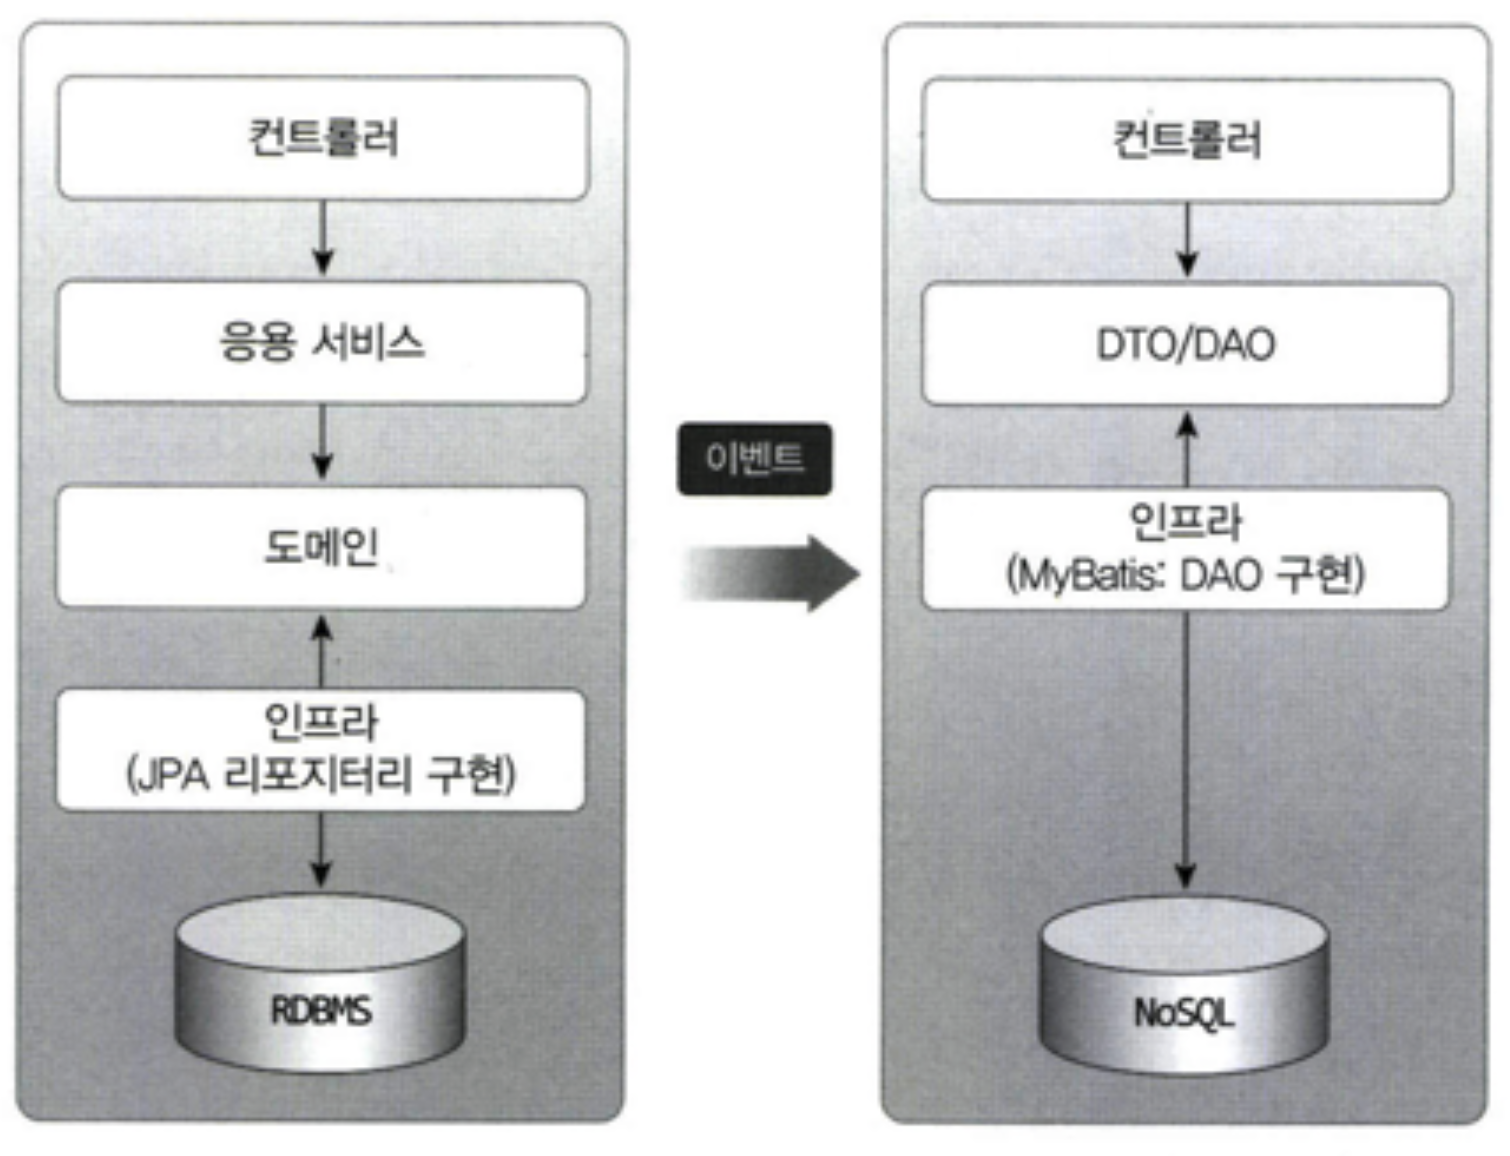 컨트롤러
응용 서비스
도메인
인프라
(JPA 리포지터리 구현)
RDBMS
이벤트
컨트롤러
DTO/DAO
인프라
(MyBatis: DAO 구현)
NoSQL